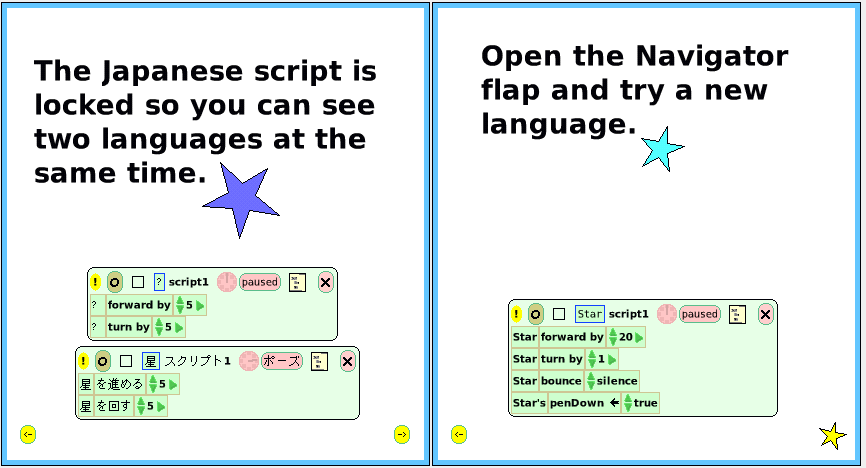 The Japanese script is
locked so you can see
two languages at the
same time.
! ? script1 paused
? forward by 5
? turn by 5
! 星 スクリプト1 ポーズ
星 を進める 5
星 を回す 5
<- ->
Open the Navigator
flap and try a new
language.
! Star script1 paused
Star forward by 20
Star turn by 1
Star bounce silence
Star's penDown ← true
<-